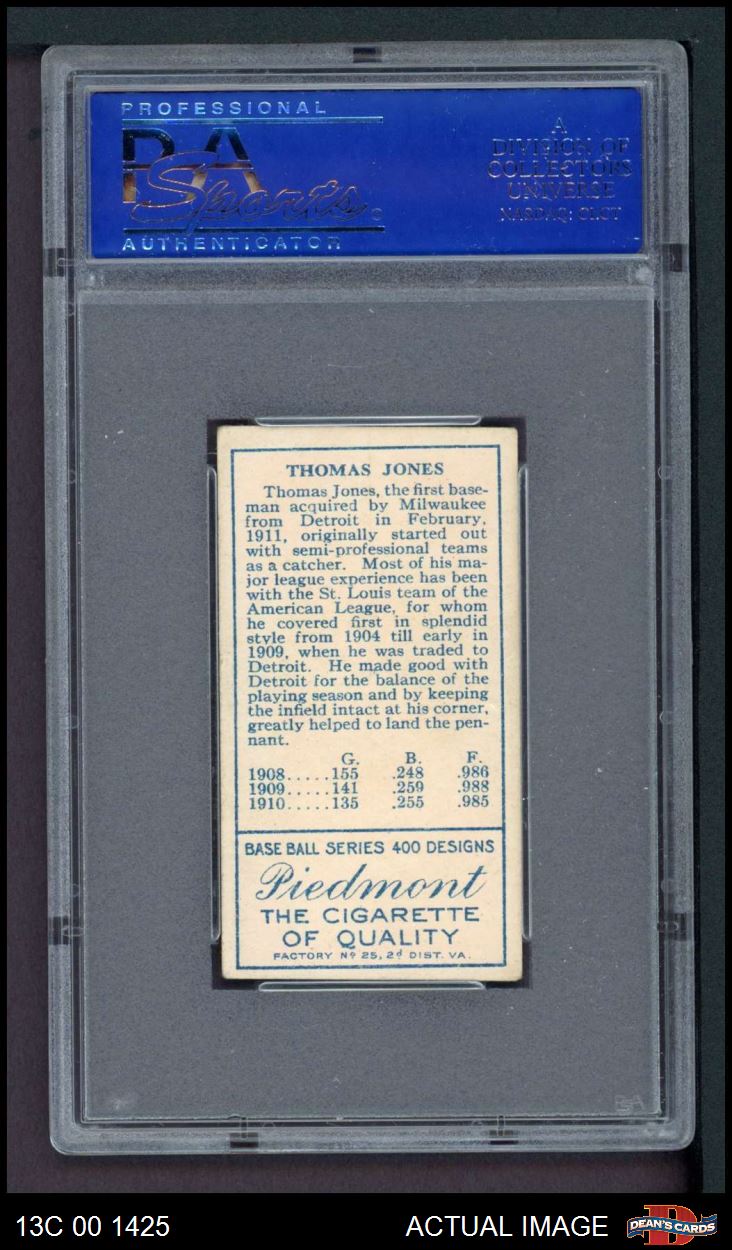 PROFESSIONAL
PSA
Sports
AUTHENTICATOR
A
DIVISION OF
COLLECTORS
UNIVERSE
NASDAQ: CLCT
THOMAS JONES
Thomas Jones, the first base-
man acquired by Milwaukee
from Detroit in February,
1911, originally started out
with semi-professional teams
as a catcher. Most of his ma-
jor league experience has been
with the St. Louis team of the
American League, for whom
he covered first in splendid
style from 1904 till early in
1909, when he was traded to
Detroit. He made good with
Detroit for the balance of the
playing season and by keeping
the infield intact at his corner,
greatly helped to land the pen-
nant.
G. B. F.
1908.....155 .248 .986
1909.....141 .259 .988
1910.....135 .255 .985
BASE BALL SERIES 400 DESIGNS
Piedmont
THE CIGARETTE
OF QUALITY
FACTORY Nº 25, 2d DIST. VA.
PSA
13C 00 1425
ACTUAL IMAGE
DEAN'S CARDS